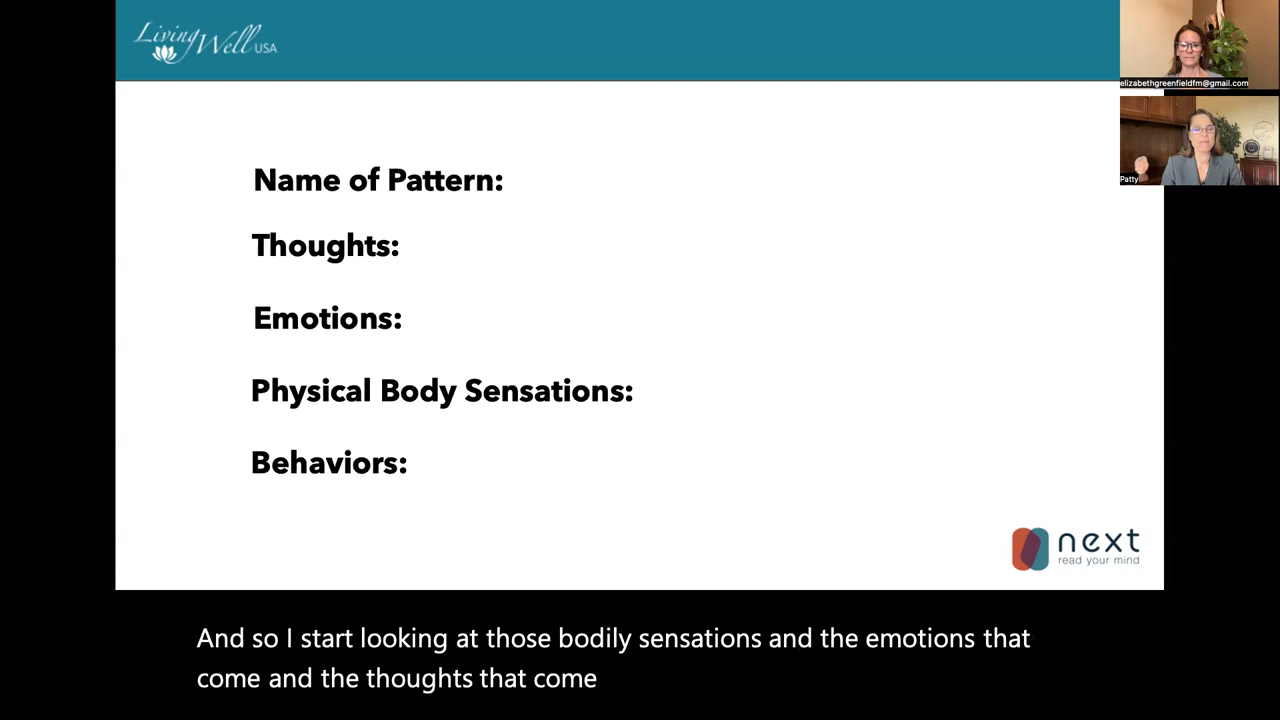 Living Well USA
elizabethgreenfieldfm@gmail.com
Patty
Name of Pattern:
Thoughts:
Emotions:
Physical Body Sensations:
Behaviors:
next
read your mind
And so I start looking at those bodily sensations and the emotions that
come and the thoughts that come